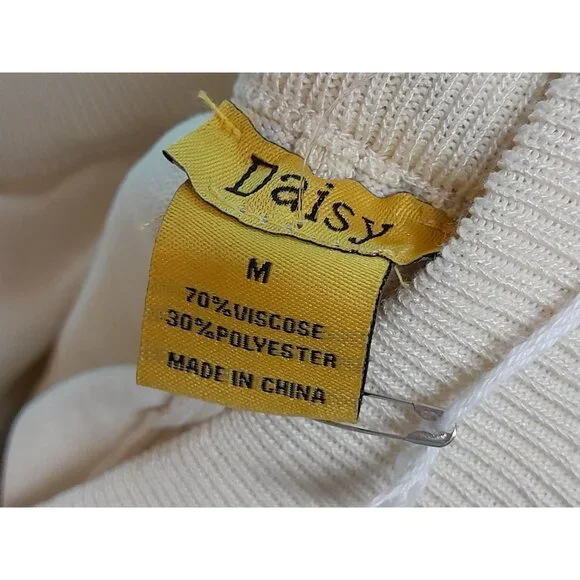 Daisy
M
70%VISCOSE
30%POLYESTER
MADE IN CHINA